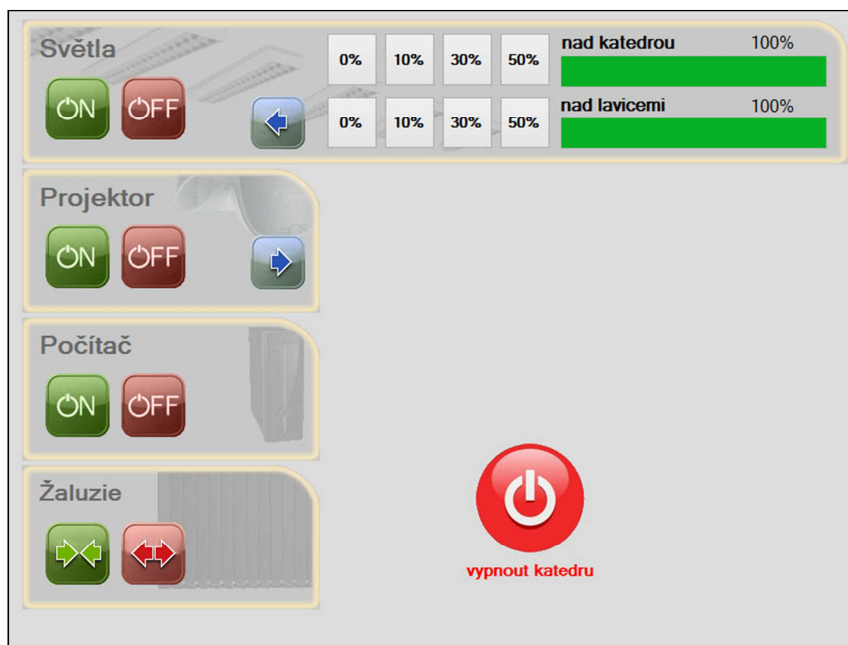 Světla
ON OFF
0% 10% 30% 50%
nad katedrou 100%
0% 10% 30% 50%
nad lavicemi 100%
Projektor
ON OFF
Počítač
ON OFF
Žaluzie
vypnout katedru